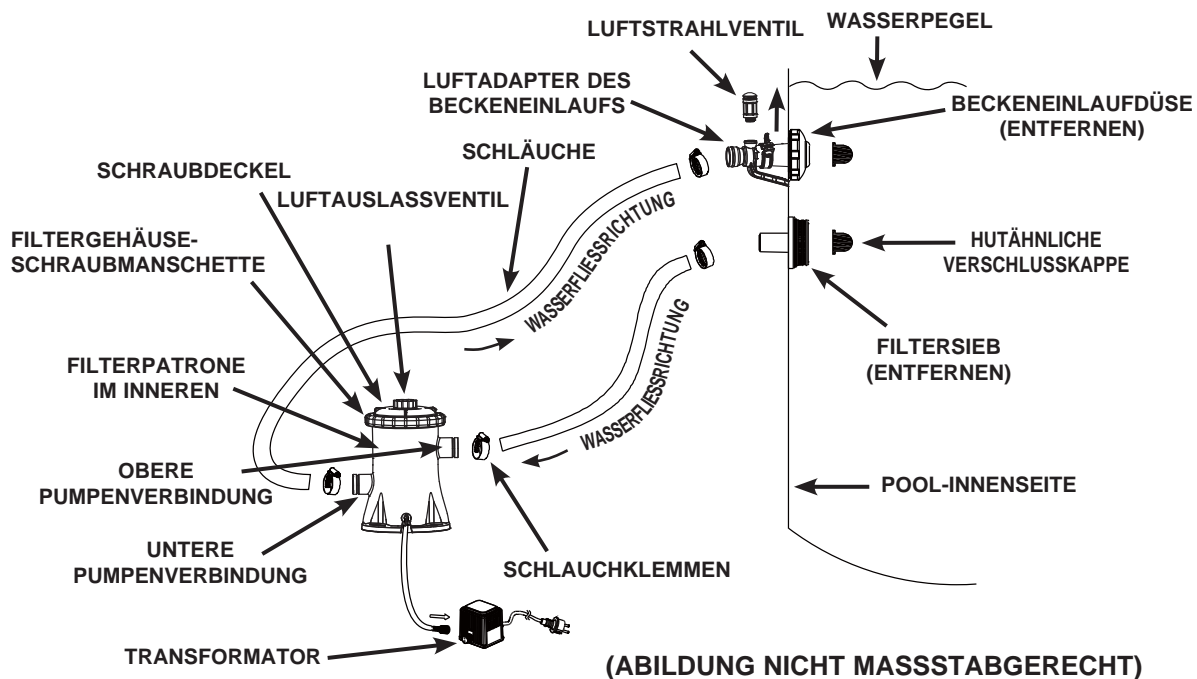 WASSERPEGEL
LUFTSTRAHLVENTIL
LUFTADAPTER DES
BECKENEINLAUFS
BECKENEINLAUFDÜSE
(ENTFERNEN)
SCHLÄUCHE
SCHRAUBDECKEL
LUFTAUSLASSVENTIL
FILTERGEHÄUSE-
SCHRAUBMANSCHETTE
WASSERFLIESSRICHTUNG
HUTÄHNLICHE
VERSCHLUSSKAPPE
WASSERFLIESSRICHTUNG
FILTERPATRONE
IM INNEREN
FILTERSIEB
(ENTFERNEN)
OBERE
PUMPENVERBINDUNG
POOL-INNENSEITE
UNTERE
PUMPENVERBINDUNG
SCHLAUCHKLEMMEN
TRANSFORMATOR
(ABILDUNG NICHT MASSSTABGERECHT)